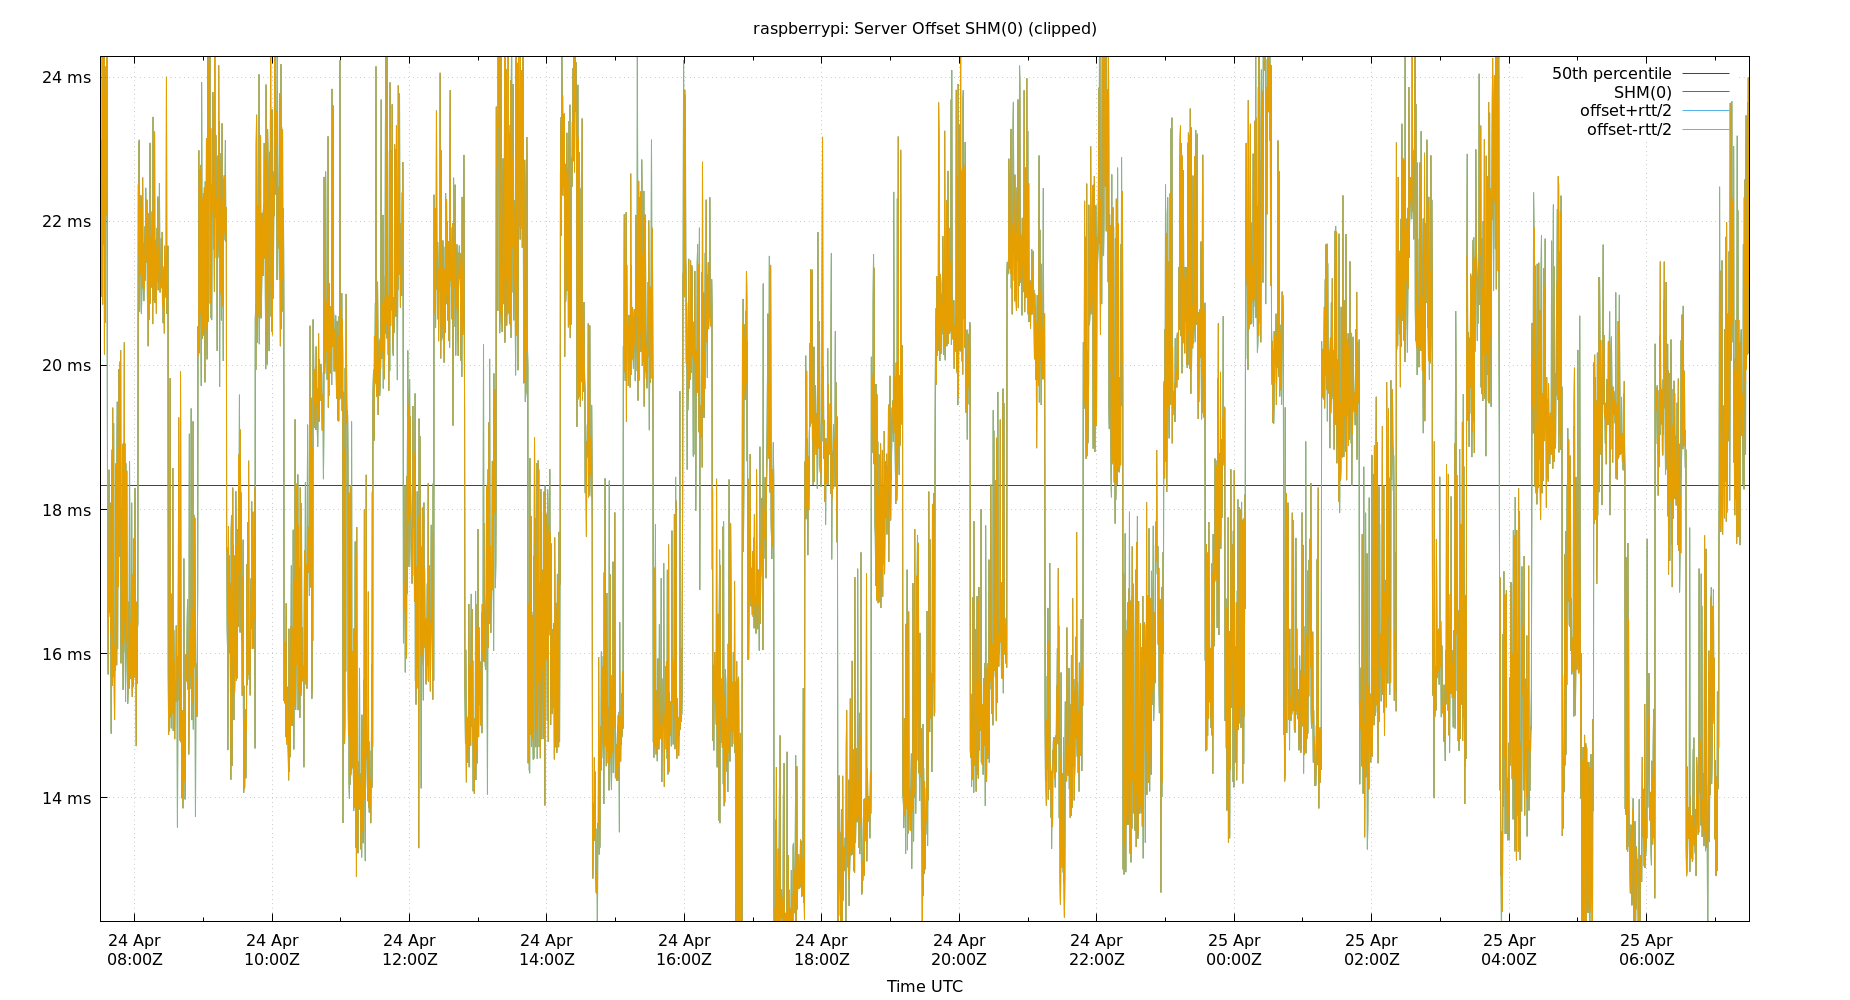 raspberrypi: Server Offset SHM(0) (clipped)
50th percentile
SHM(0)
offset+rtt/2
offset-rtt/2
24 ms
22 ms
20 ms
18 ms
16 ms
14 ms
24 Apr 24 Apr 24 Apr 24 Apr 24 Apr 24 Apr 24 Apr 24 Apr 25 Apr 25 Apr 25 Apr 25 Apr
08:00Z 10:00Z 12:00Z 14:00Z 16:00Z 18:00Z 20:00Z 22:00Z 00:00Z 02:00Z 04:00Z 06:00Z
Time UTC